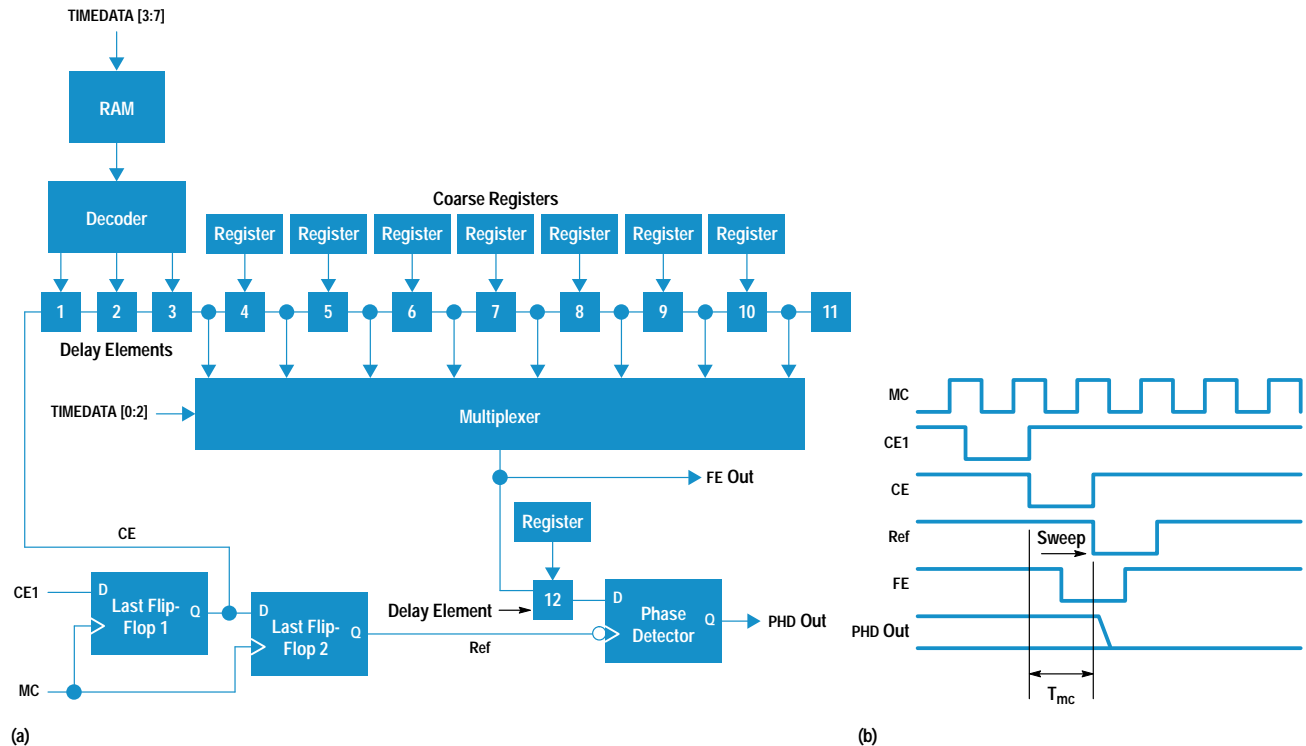 TIMEDATA [3:7]
RAM
Decoder
Coarse Registers
Register
Register
Register
Register
Register
Register
Register
1
2
3
4
5
6
7
8
9
10
11
Delay Elements
TIMEDATA [0:2]
Multiplexer
FE Out
CE
Register
CE1
D
Last Flip-
Flop 1
Q
D
Last Flip-
Flop 2
Q
Delay Element
12
D
Phase
Detector
Q
PHD Out
Ref
MC
(a)
MC
CE1
CE
Ref
Sweep
FE
PHD Out
Tmc
(b)